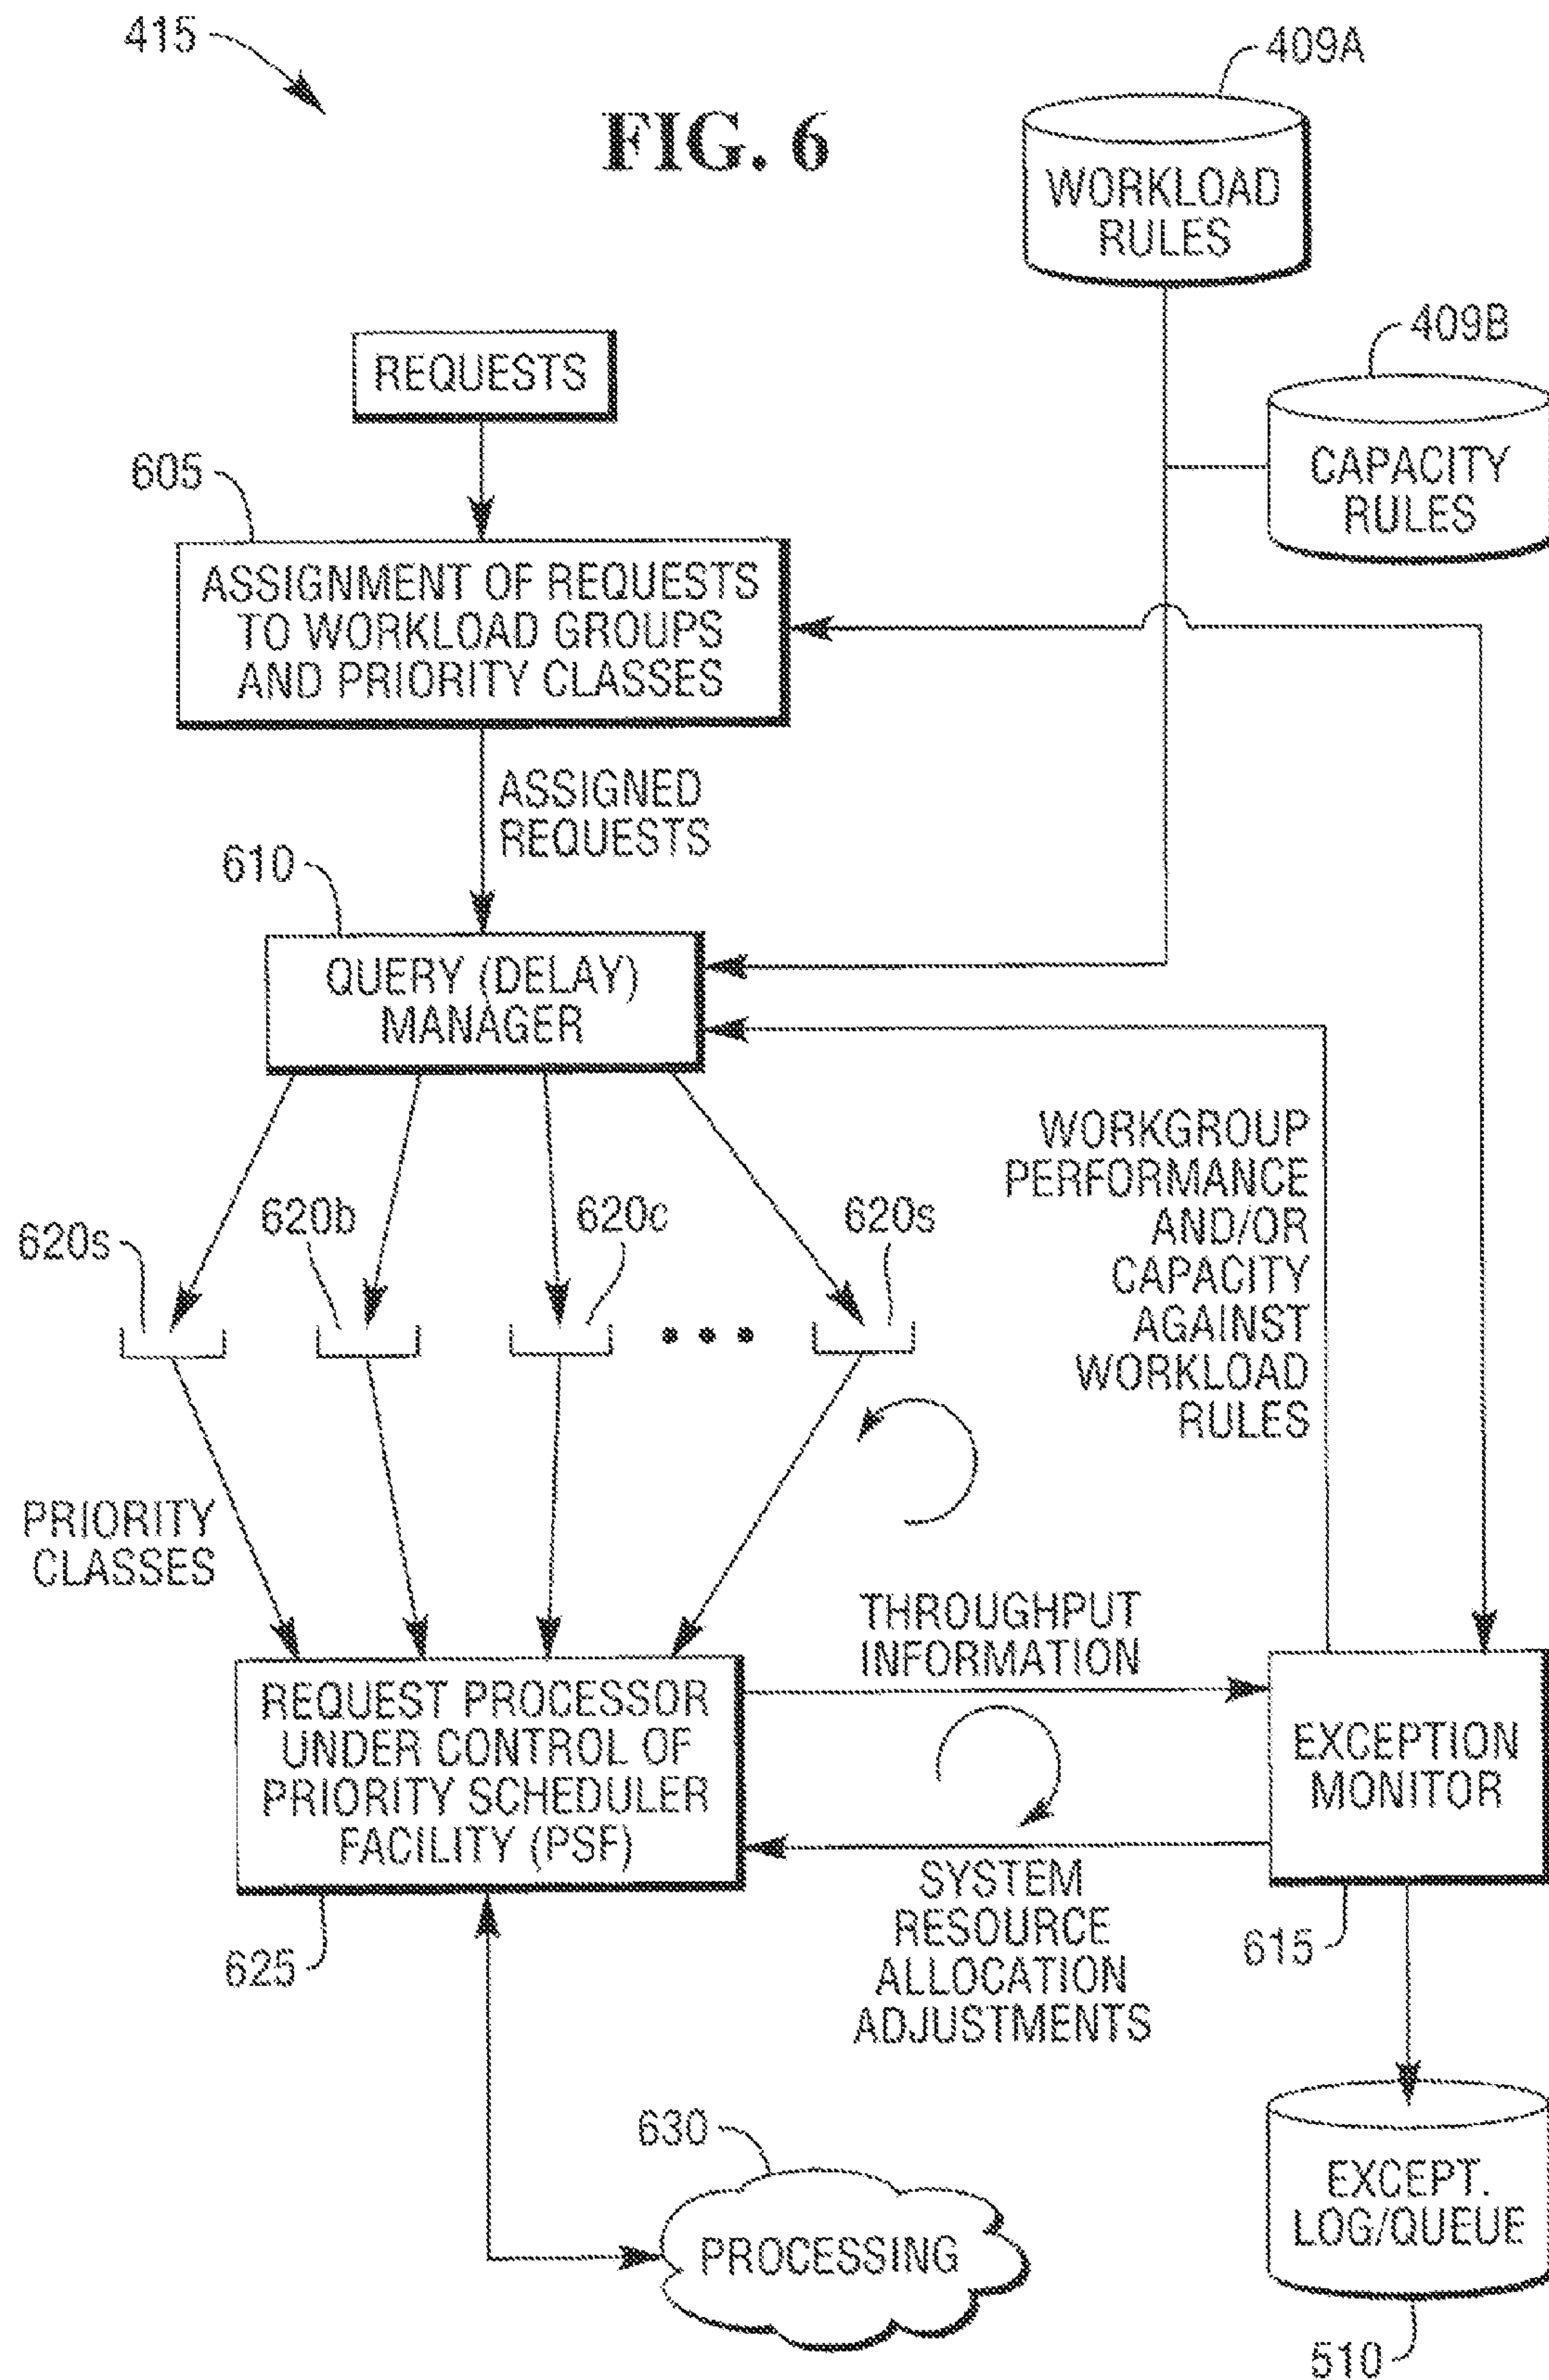 415
FIG. 6
409A
WORKLOAD
RULES
409B
CAPACITY
RULES
REQUESTS
605
ASSIGNMENT OF REQUESTS
TO WORKLOAD GROUPS
AND PRIORITY CLASSES
ASSIGNED
REQUESTS
610
QUERY (DELAY)
MANAGER
WORKGROUP
PERFORMANCE
AND/OR
CAPACITY
AGAINST
WORKLOAD
RULES
620s
620b
620c
620s
PRIORITY
CLASSES
THROUGHPUT
INFORMATION
REQUEST PROCESSOR
UNDER CONTROL OF
PRIORITY SCHEDULER
FACILITY (PSF)
625
EXCEPTION
MONITOR
615
SYSTEM
RESOURCE
ALLOCATION
ADJUSTMENTS
630
PROCESSING
EXCEPT.
LOG/QUEUE
510